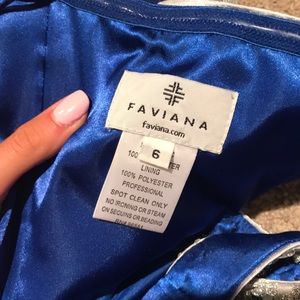 FAVIANA
faviana.com
6
100
LINING
100% POLYESTER
PROFESSIONAL
SPOT CLEAN ONLY
NO IRONING OR STEAM
ON SEQUINS OR BEADING